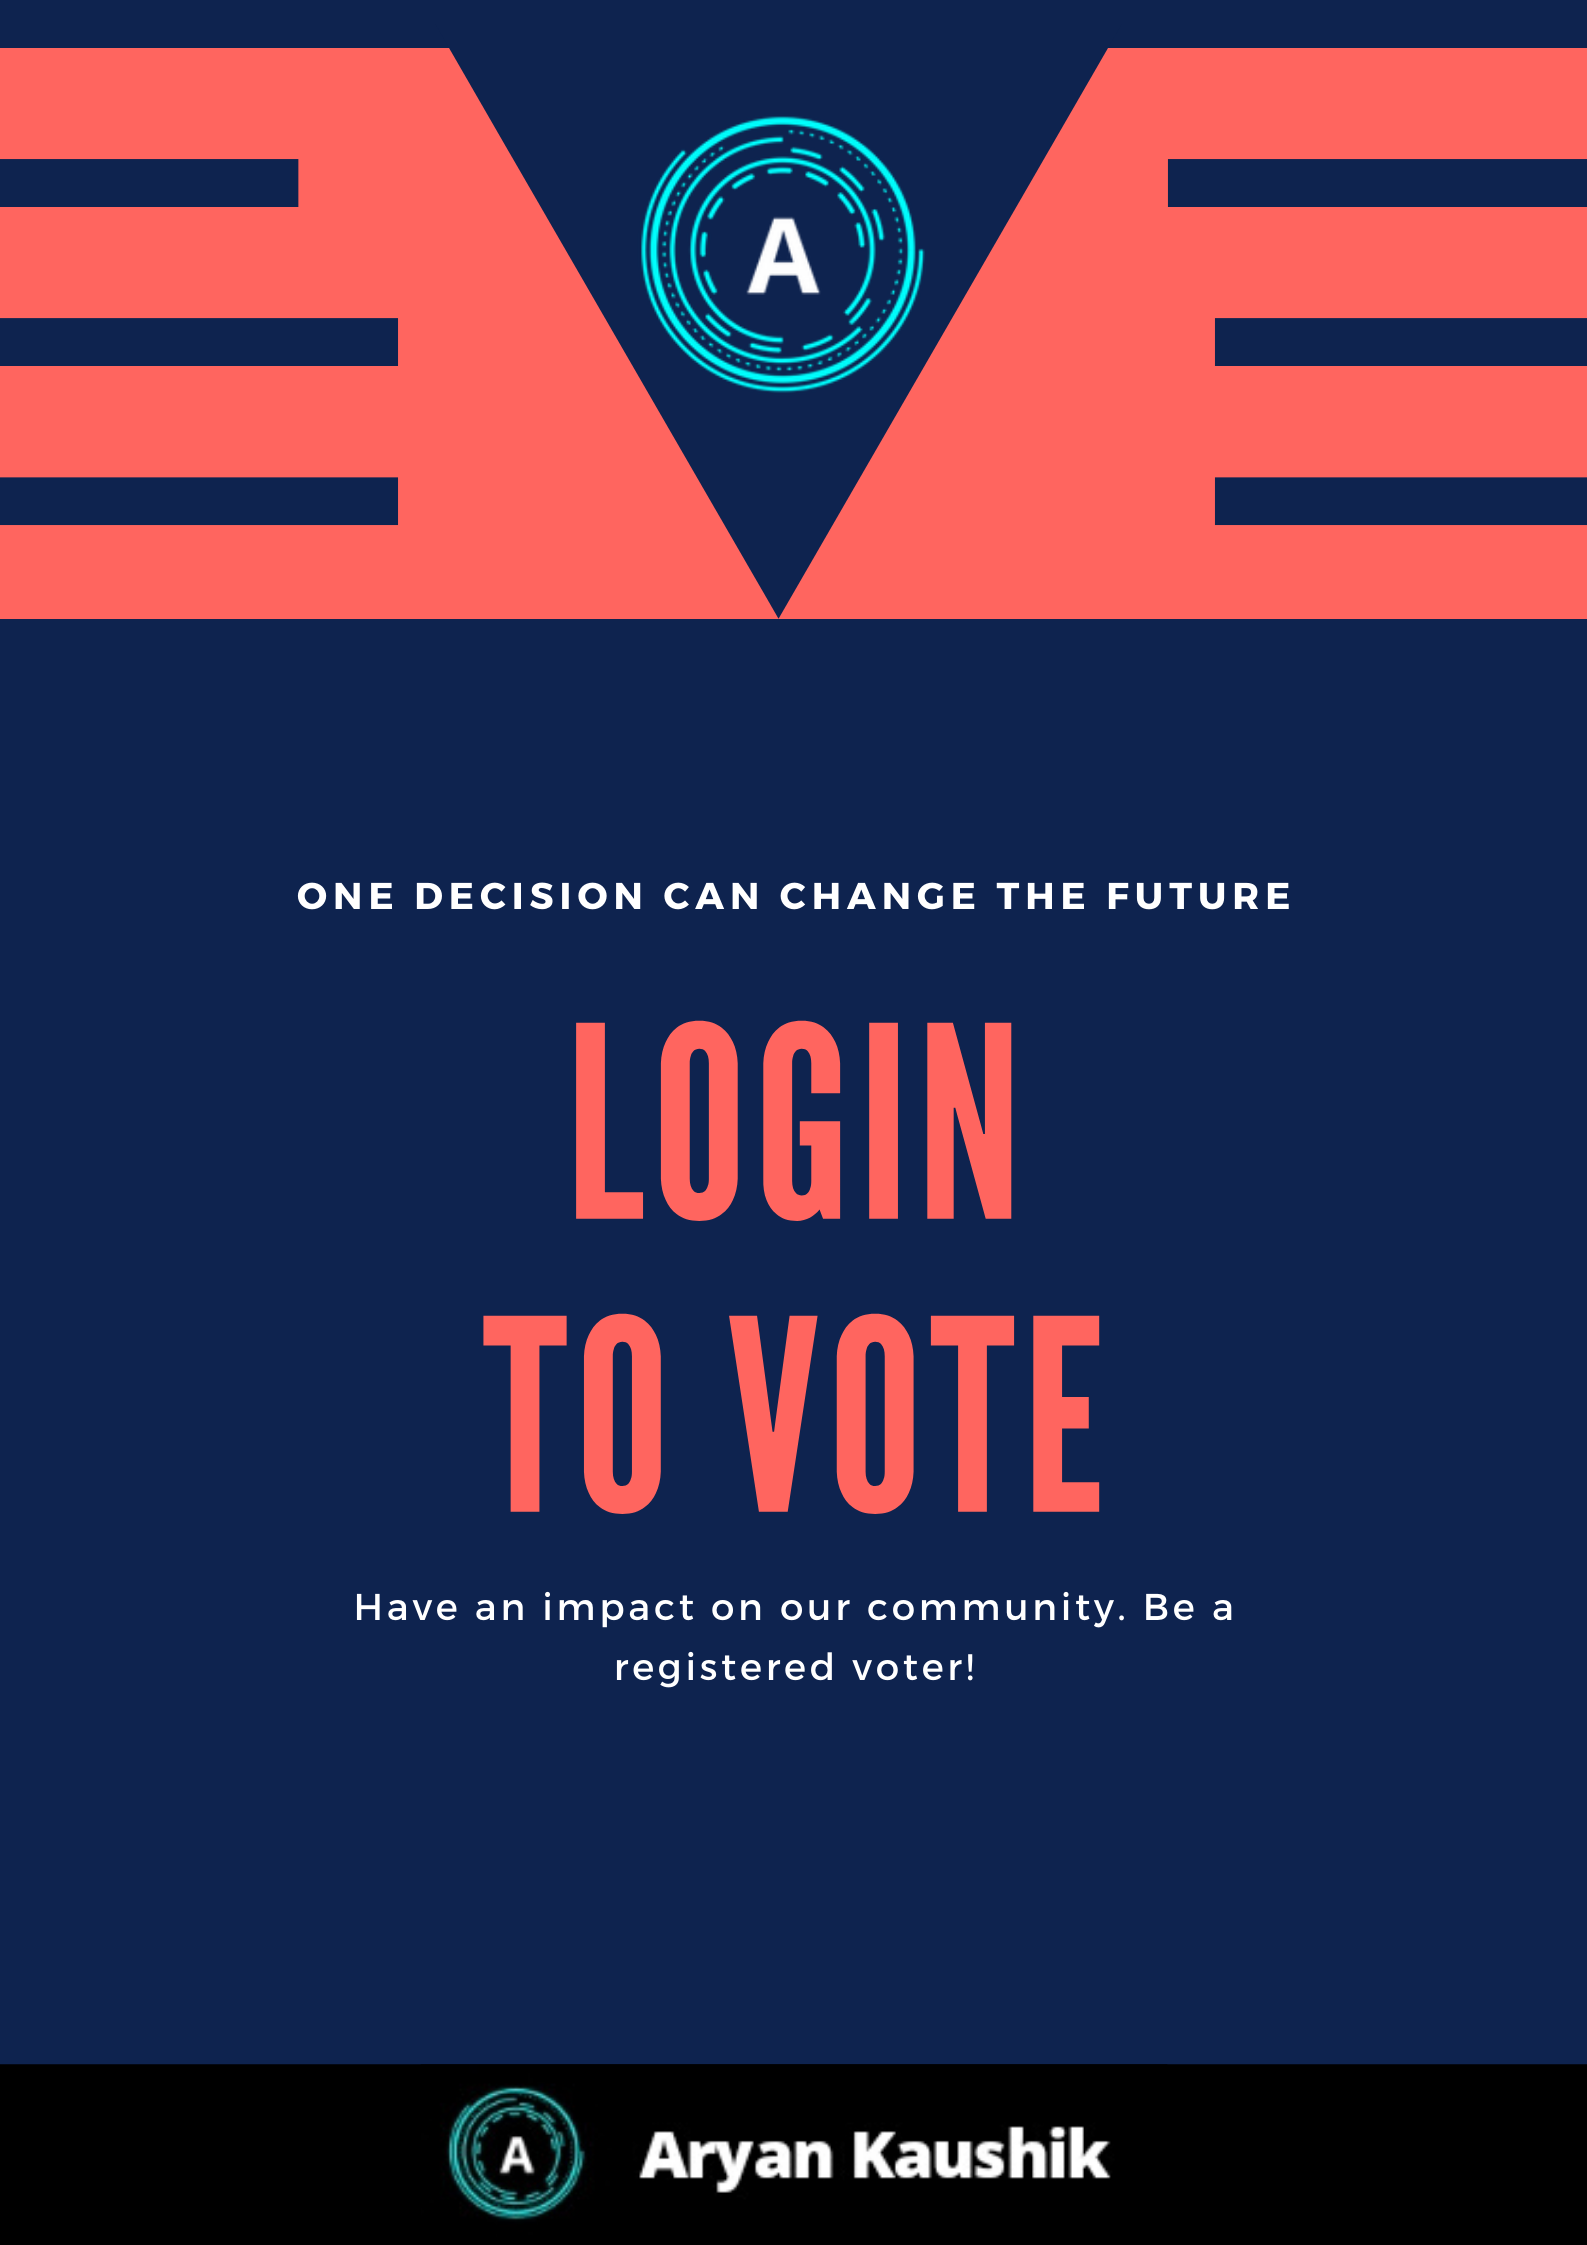 A
ONE DECISION CAN CHANGE THE FUTURE
LOGIN
TO VOTE
Have an impact on our community. Be a
registered voter!
A Aryan Kaushik